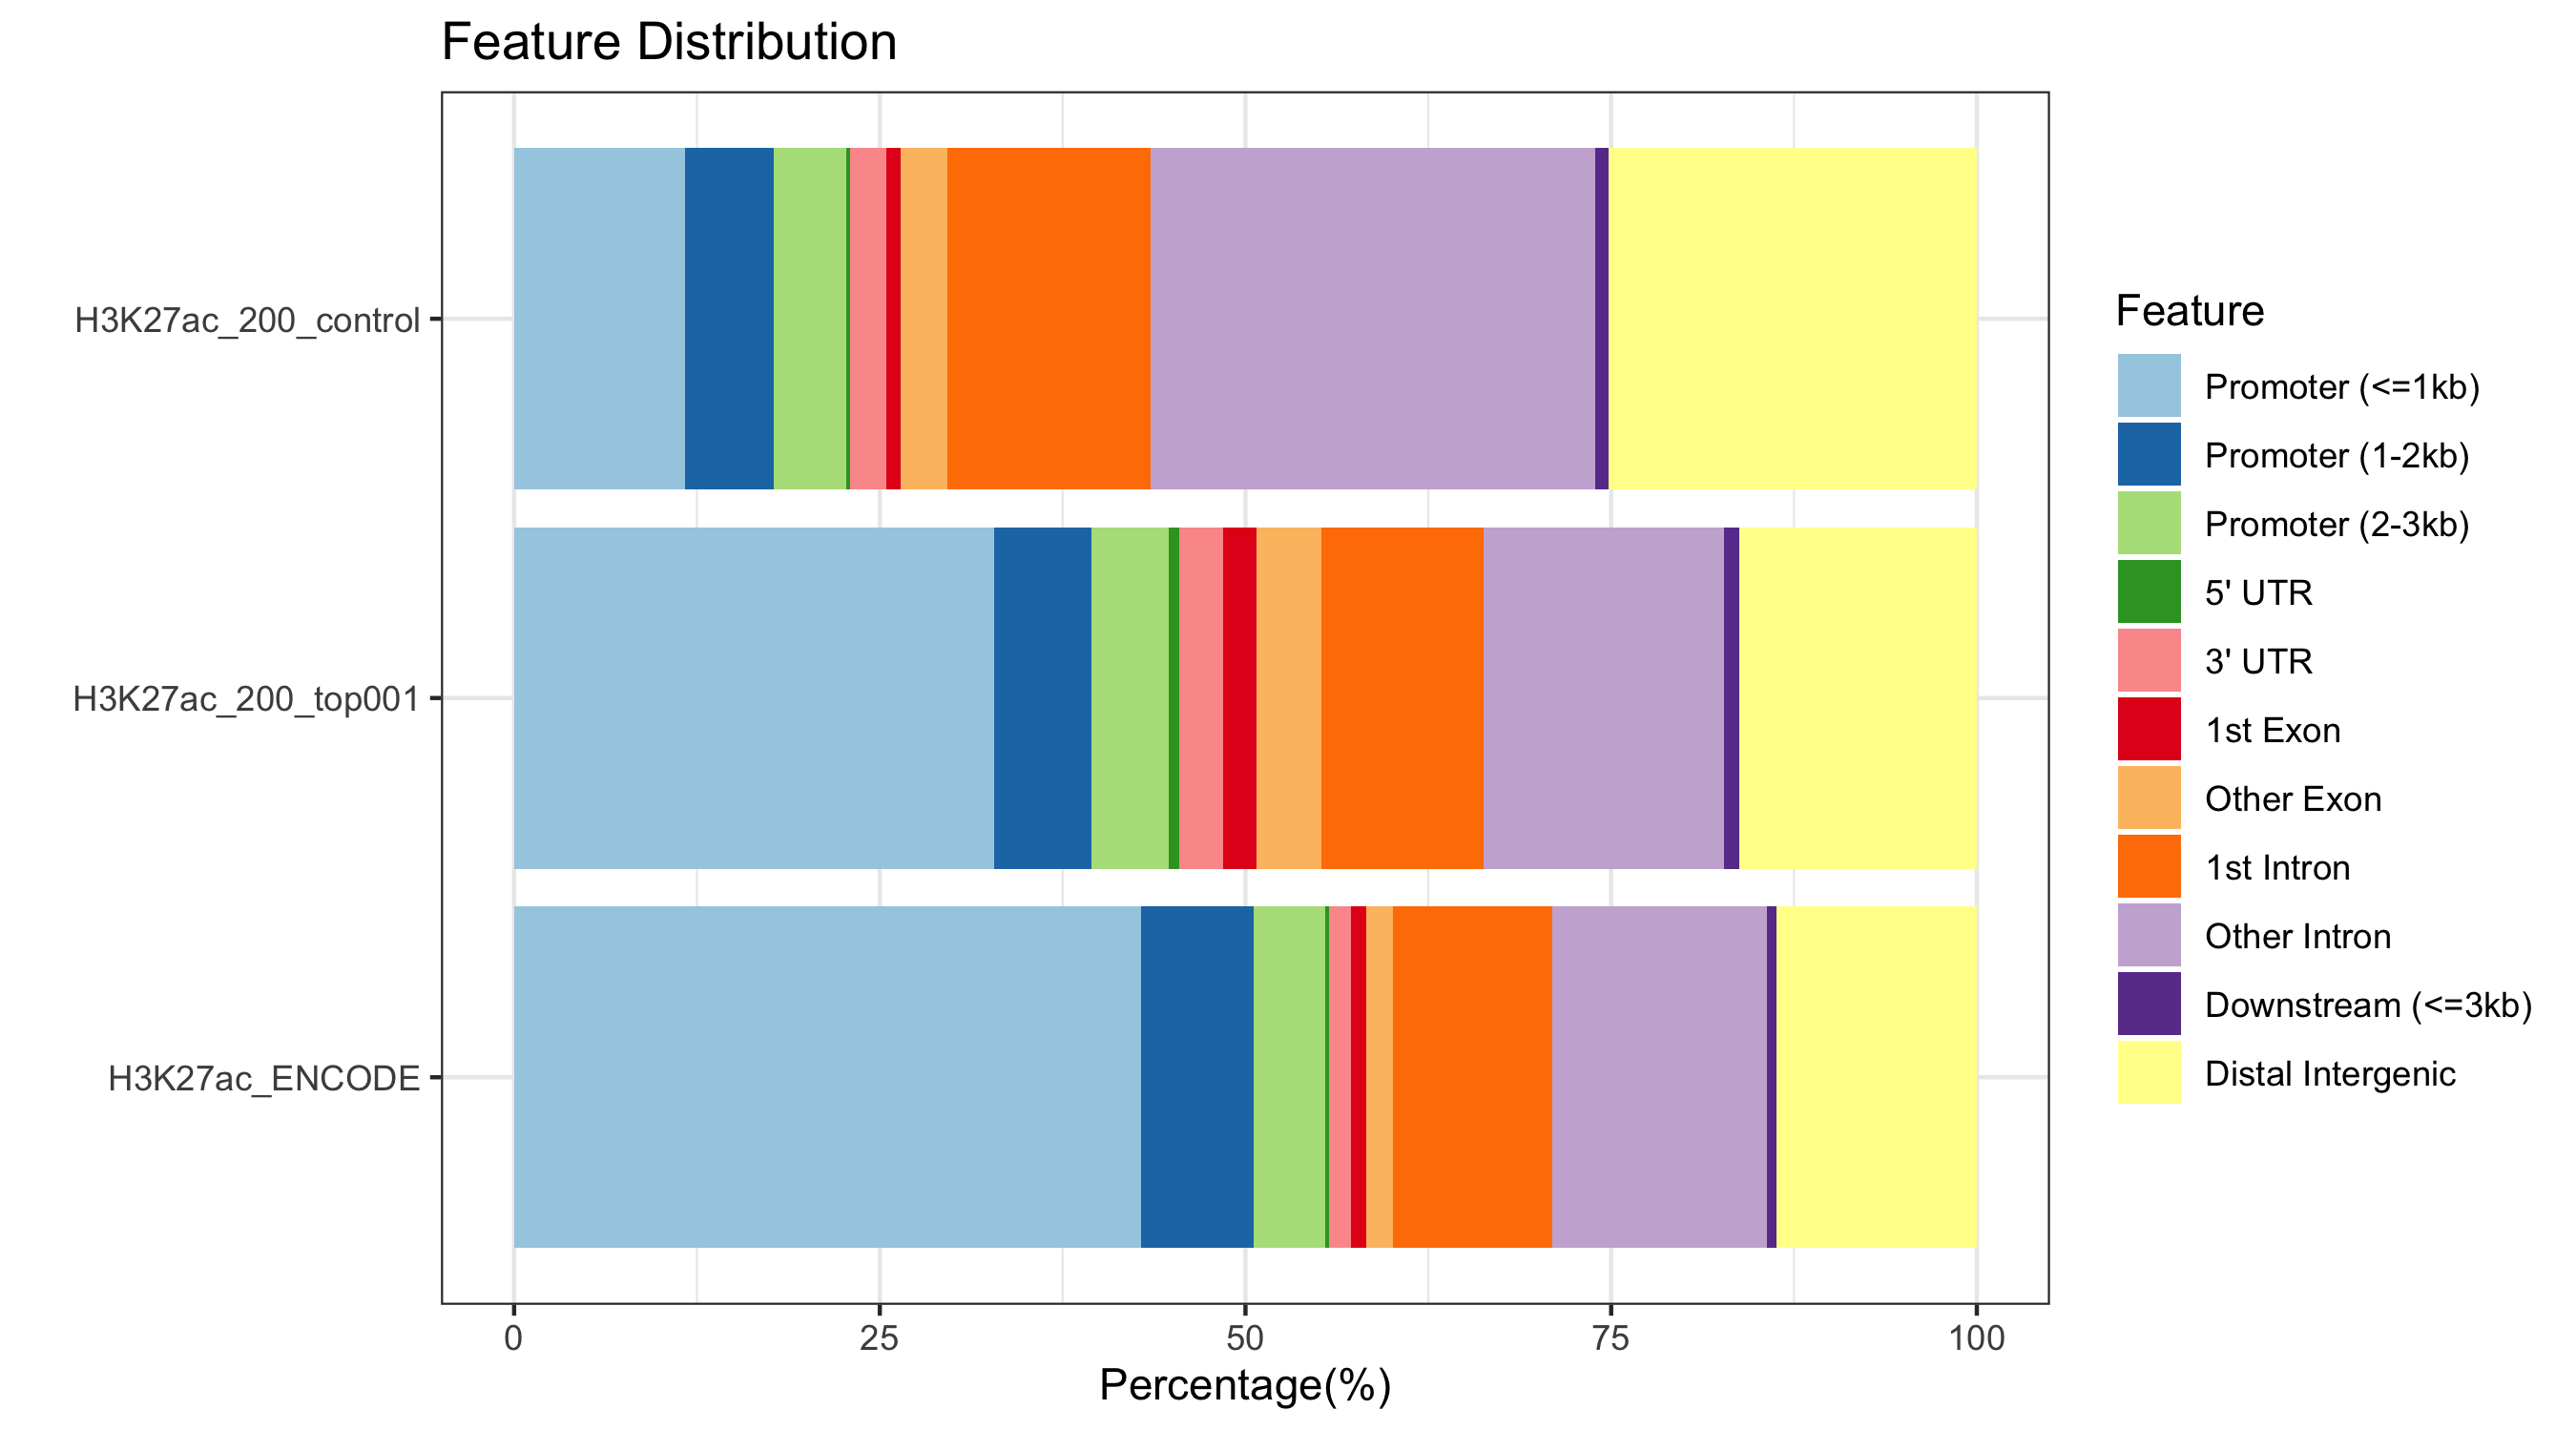 Feature Distribution
H3K27ac_200_control
H3K27ac_200_top001
H3K27ac_ENCODE
0 25 50 75 100
Percentage(%)
Feature
Promoter (<=1kb)
Promoter (1-2kb)
Promoter (2-3kb)
5' UTR
3' UTR
1st Exon
Other Exon
1st Intron
Other Intron
Downstream (<=3kb)
Distal Intergenic